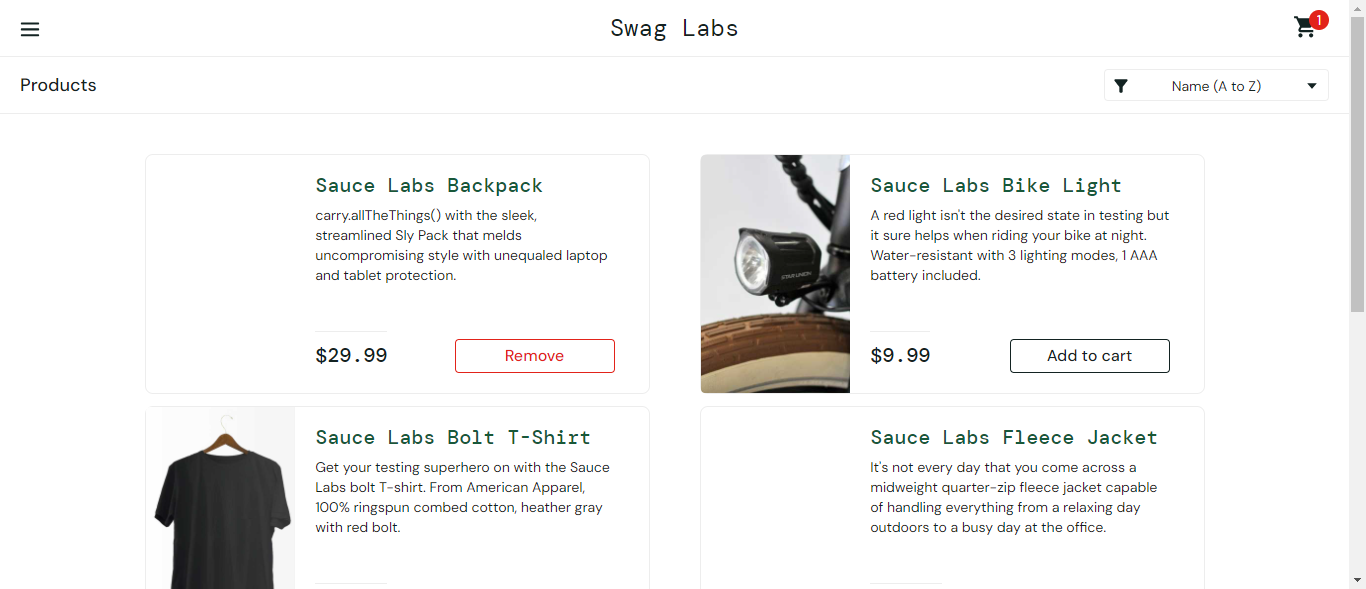 Swag Labs
1
Products
Name (A to Z)
Sauce Labs Backpack
carry.allTheThings() with the sleek,
streamlined Sly Pack that melds
uncompromising style with unequaled laptop
and tablet protection.
$29.99
Remove
Sauce Labs Bike Light
A red light isn't the desired state in testing but
it sure helps when riding your bike at night.
Water-resistant with 3 lighting modes, 1 AAA
battery included.
$9.99
Add to cart
STAR UNION
Sauce Labs Bolt T-Shirt
Get your testing superhero on with the Sauce
Labs bolt T-shirt. From American Apparel,
100% ringspun combed cotton, heather gray
with red bolt.
Sauce Labs Fleece Jacket
It's not every day that you come across a
midweight quarter-zip fleece jacket capable
of handling everything from a relaxing day
outdoors to a busy day at the office.